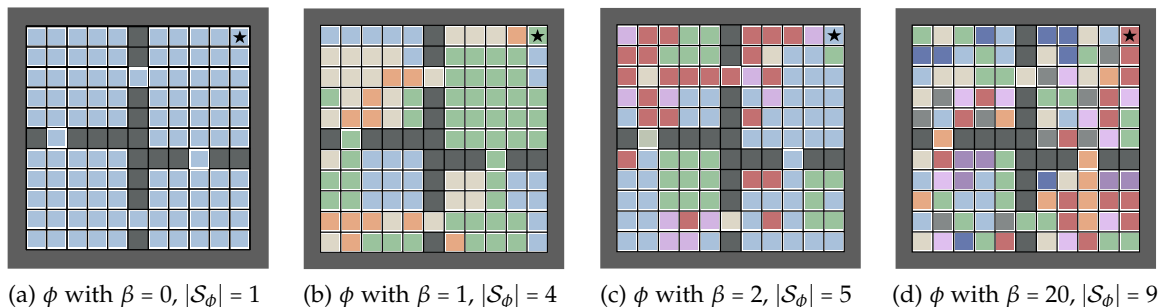 (a) ϕ with β = 0, |𝒮ϕ| = 1
(b) ϕ with β = 1, |𝒮ϕ| = 4
(c) ϕ with β = 2, |𝒮ϕ| = 5
(d) ϕ with β = 20, |𝒮ϕ| = 9